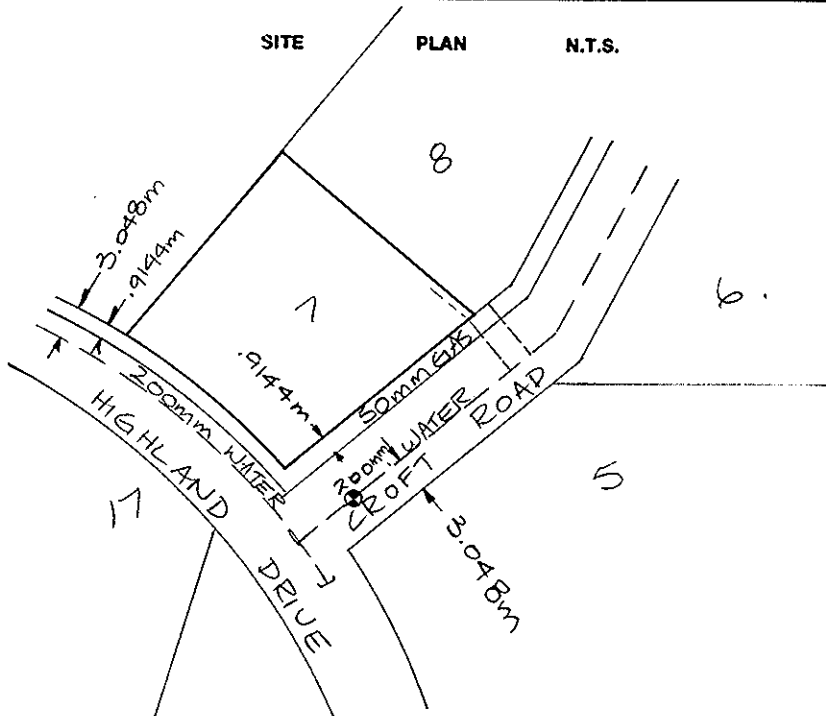 SITE PLAN N.T.S.
8
3.048m
.9144m
7
6.
.9144m
50mm GAS
200mm WATER
200mm WATER
HIGHLAND DRIVE
CROFT ROAD
5
17
3.048m